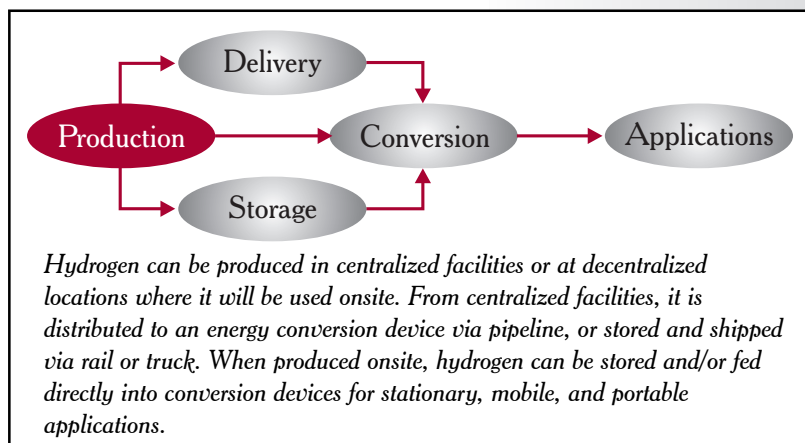 Delivery
Production
Conversion
Applications
Storage
Hydrogen can be produced in centralized facilities or at decentralized
locations where it will be used onsite. From centralized facilities, it is
distributed to an energy conversion device via pipeline, or stored and shipped
via rail or truck. When produced onsite, hydrogen can be stored and/or fed
directly into conversion devices for stationary, mobile, and portable
applications.